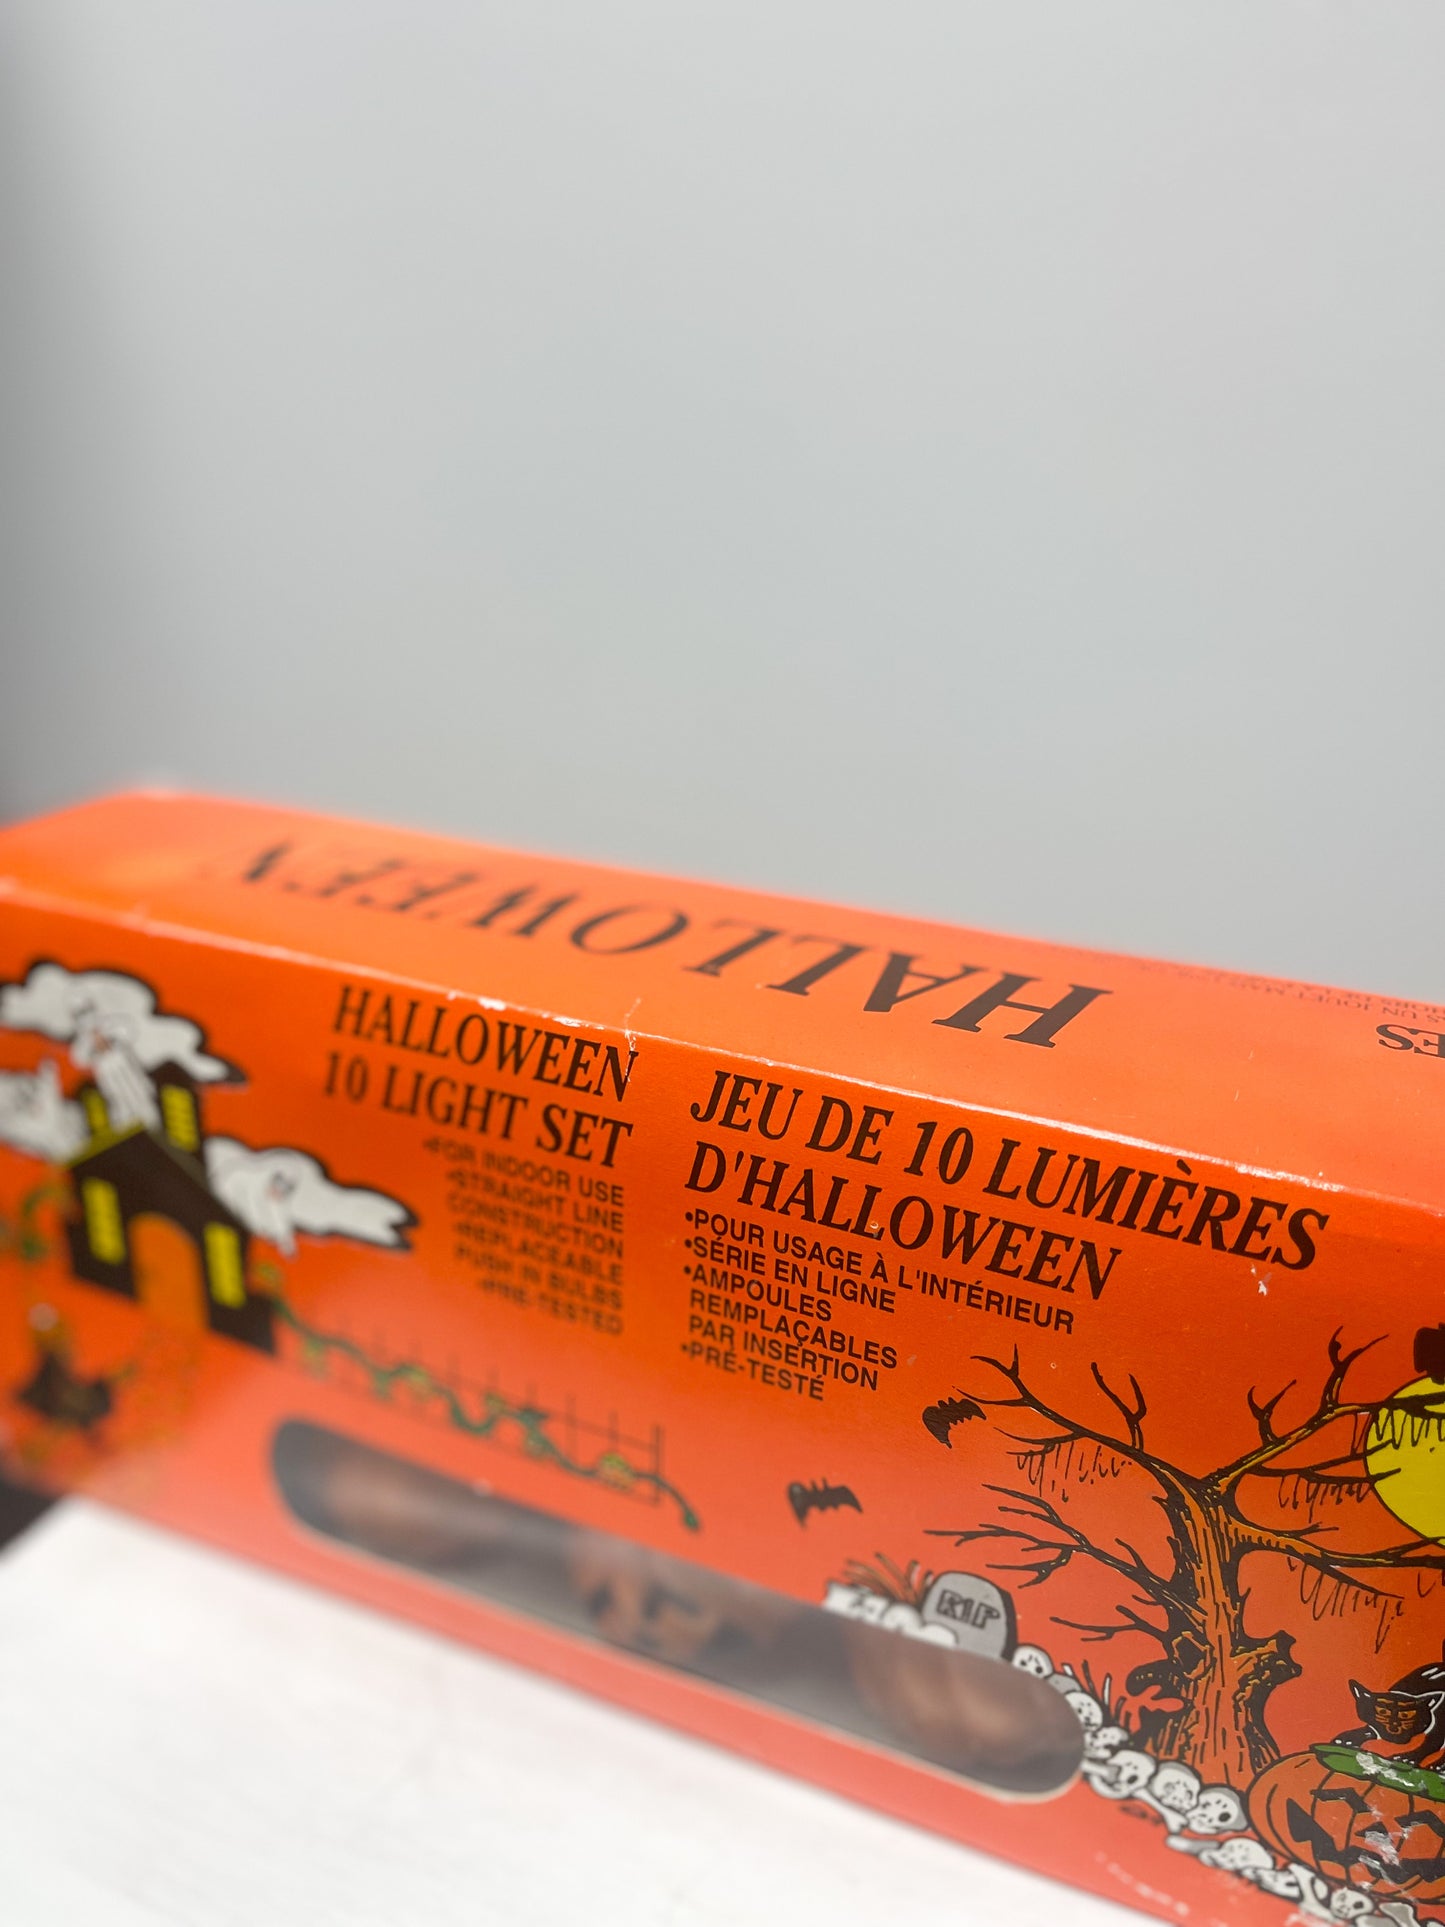 HALLOWEEN
ES
HALLOWEEN
10 LIGHT SET
•FOR INDOOR USE
•STRAIGHT LINE
CONSTRUCTION
•REPLACEABLE
PUSH IN BULBS
•PRE-TESTED
JEU DE 10 LUMIÈRES
D'HALLOWEEN
•POUR USAGE À L'INTÉRIEUR
•SÉRIE EN LIGNE
•AMPOULES
REMPLAÇABLES
PAR INSERTION
•PRÉ-TESTÉ
RIP